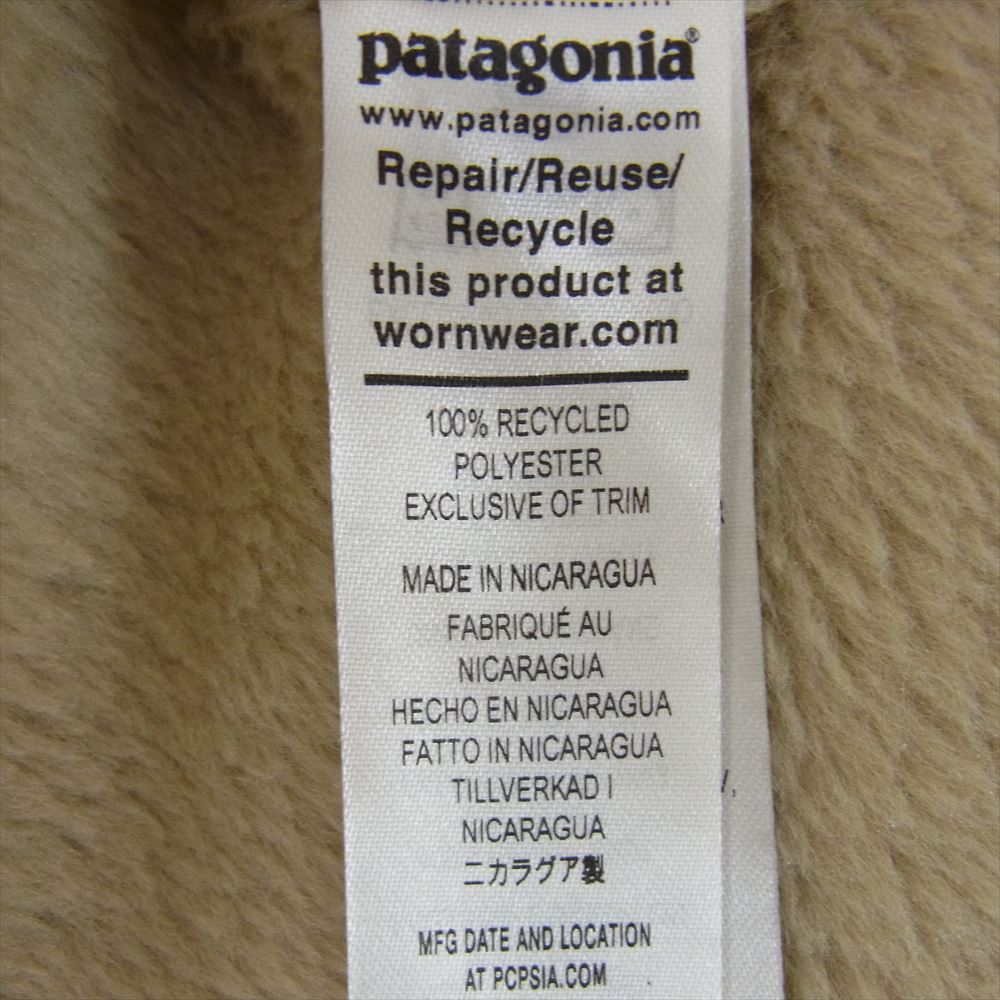 patagonia®
www.patagonia.com
Repair/Reuse/
Recycle
this product at
wornwear.com
100% RECYCLED
POLYESTER
EXCLUSIVE OF TRIM
MADE IN NICARAGUA
FABRIQUÉ AU
NICARAGUA
HECHO EN NICARAGUA
FATTO IN NICARAGUA
TILLVERKAD I
NICARAGUA
ニカラグア製
MFG DATE AND LOCATION
AT PCPSIA.COM